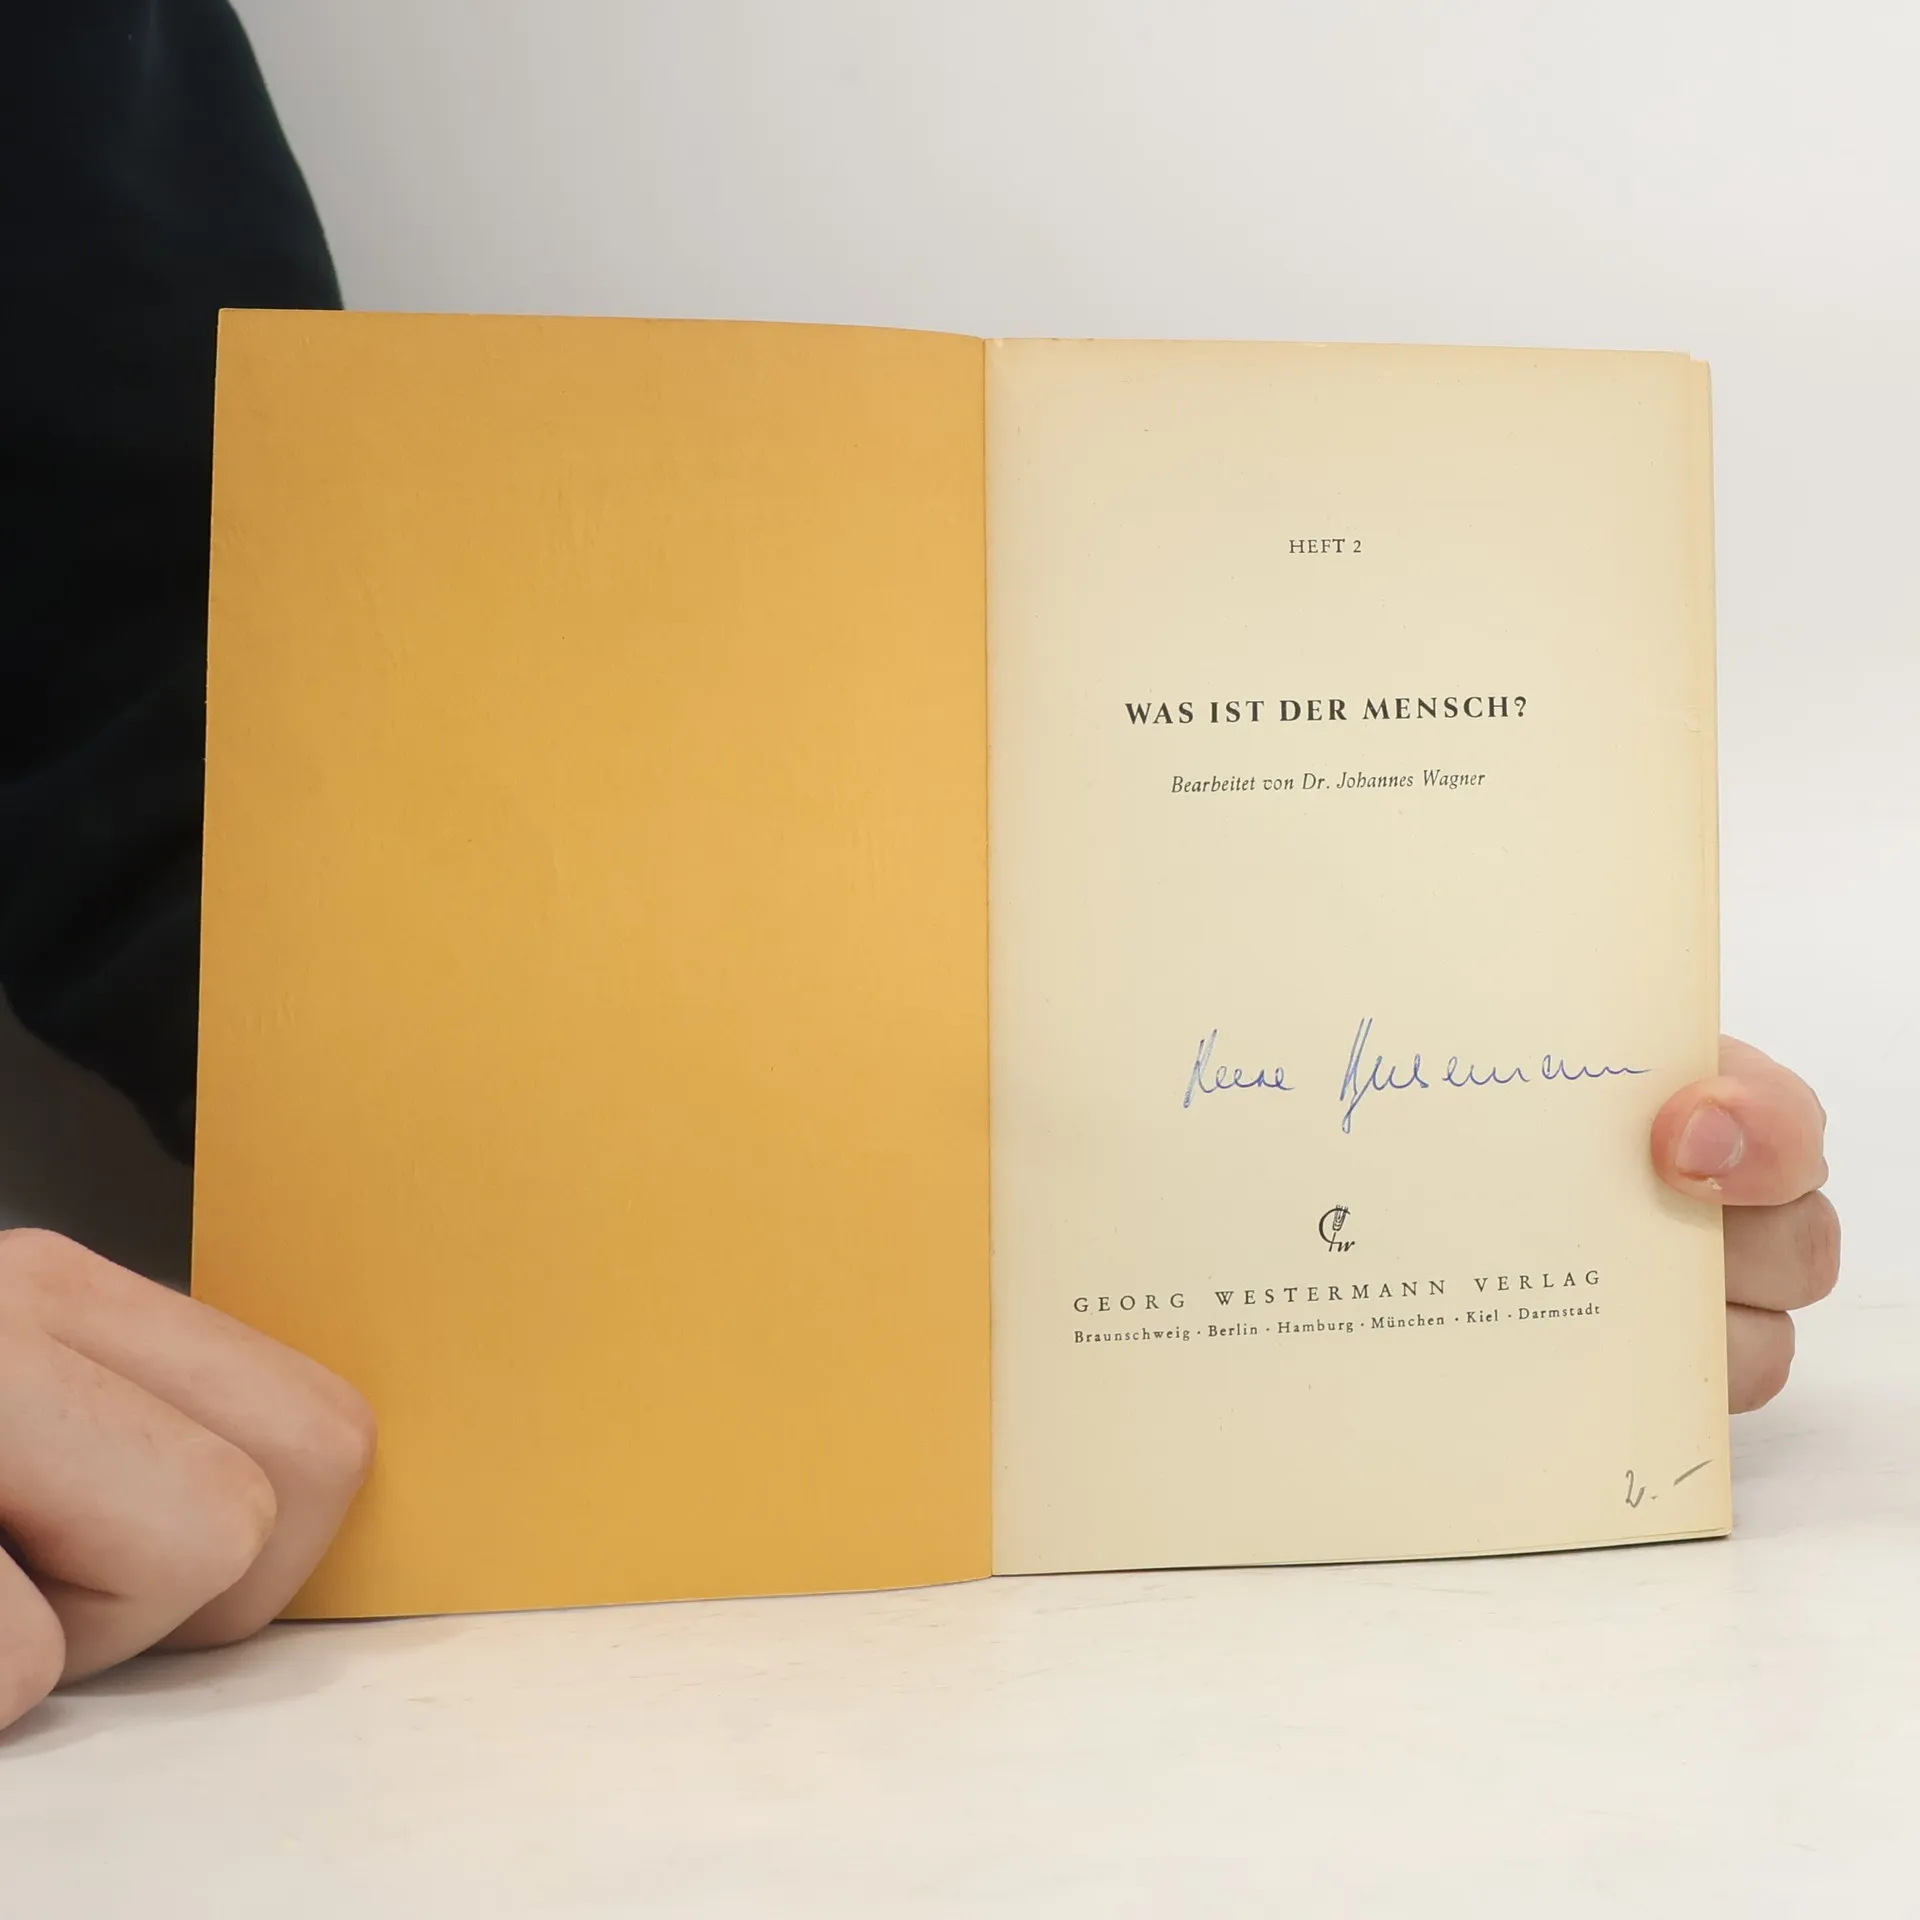 HEFT 2
WAS IST DER MENSCH?
Bearbeitet von Dr. Johannes Wagner
GEORG WESTERMANN VERLAG
Braunschweig · Berlin · Hamburg · München · Kiel · Darmstadt
2.-